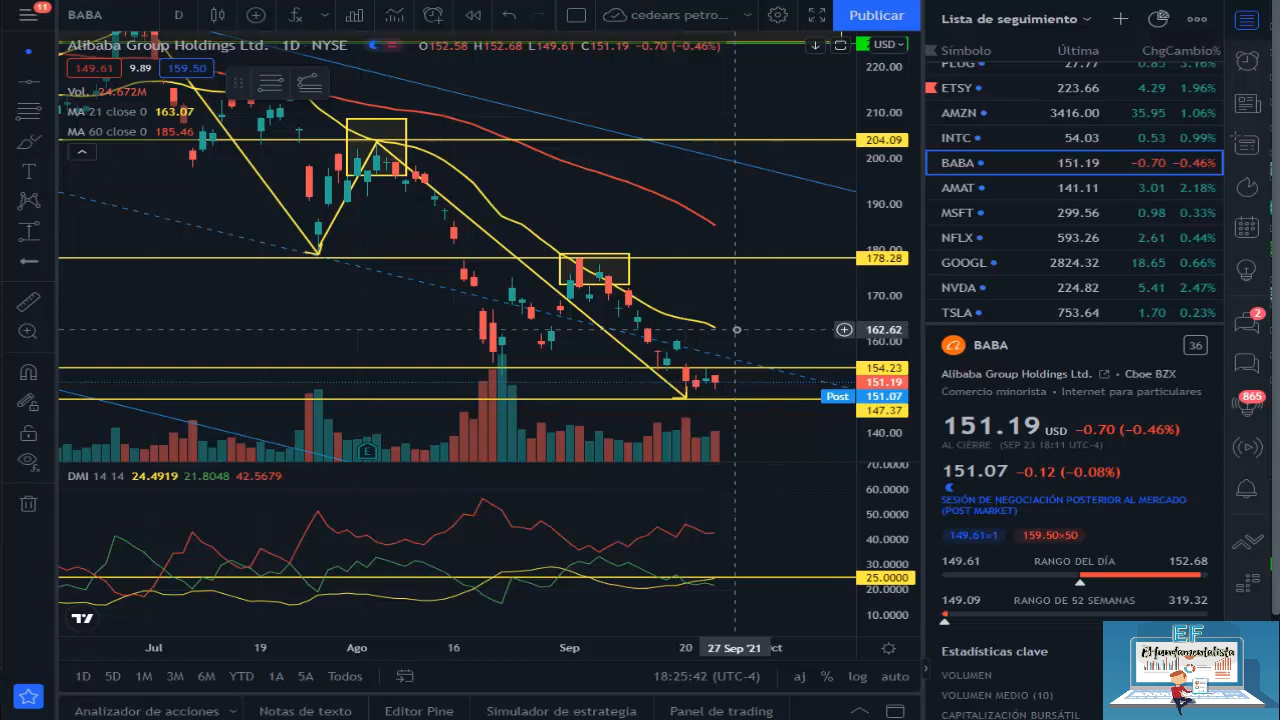 11
BABA
D
cedears petro...
Publicar
Alibaba Group Holdings Ltd. · 1D · NYSE
O152.58 H152.68 L149.61 C151.19 −0.70 (−0.46%)
USD
149.61 9.89 159.50
Vol. 24.672M
MA 21 close 0 163.07
MA 60 close 0 185.46
220.00
210.00
204.09
200.00
190.00
180.00
178.28
170.00
162.62
160.00
154.23
151.19
Post 151.07
147.37
140.00
E
DMI 14 14 24.4919 21.8048 42.5679
70.0000
60.0000
50.0000
40.0000
30.0000
25.0000
20.0000
10.0000
Jul 19 Ago 16 Sep 20 27 Sep '21 ct
1D 5D 1M 3M 6M YTD 1A 5A Todos
18:25:42 (UTC-4) aj % log auto
Analizador de acciones Notas de texto Editor Pine Simulador de estrategia Panel de trading
Lista de seguimiento
Símbolo Última Chg Cambio%
PLUG 27.77 0.85 3.16%
ETSY 223.66 4.29 1.96%
AMZN 3416.00 35.95 1.06%
INTC 54.03 0.53 0.99%
BABA 151.19 −0.70 −0.46%
AMAT 141.11 3.01 2.18%
MSFT 299.56 0.98 0.33%
NFLX 593.26 2.61 0.44%
GOOGL 2824.32 18.65 0.66%
NVDA 224.82 5.41 2.47%
TSLA 753.64 1.70 0.23%
BABA 36
Alibaba Group Holdings Ltd. • Cboe BZX
Comercio minorista • Internet para particulares
151.19 USD −0.70 (−0.46%)
AL CIERRE (SEP 23 18:11 UTC-4)
151.07 −0.12 (−0.08%)
SESIÓN DE NEGOCIACIÓN POSTERIOR AL MERCADO
(POST MARKET)
149.61×1 159.50×50
149.61 RANGO DEL DÍA 152.68
149.09 RANGO DE 52 SEMANAS 319.32
Estadísticas clave
VOLUMEN
VOLUMEN MEDIO (10)
CAPITALIZACIÓN BURSÁTIL
2
865
EF
El Fundamentalista